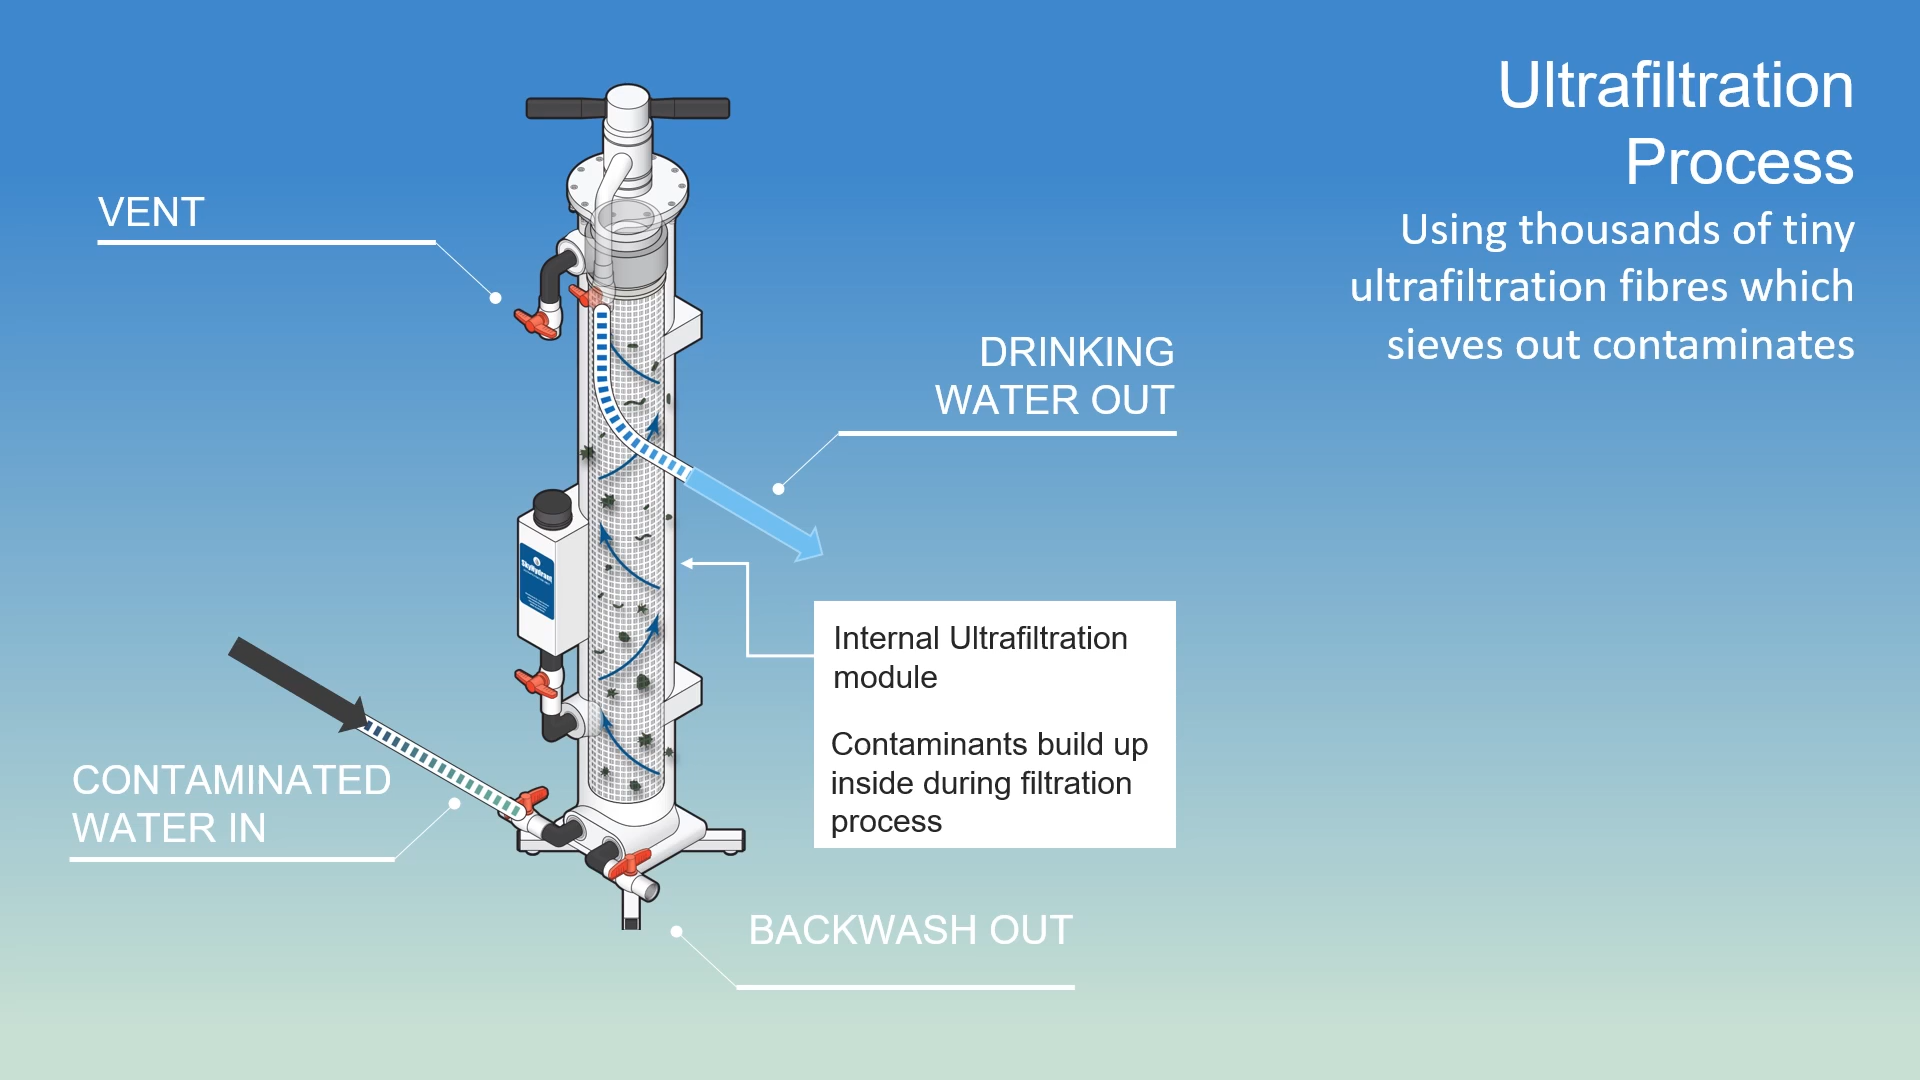 Ultrafiltration
Process
Using thousands of tiny
ultrafiltration fibres which
sieves out contaminates
VENT
DRINKING
WATER OUT
SkyHydrant
Internal Ultrafiltration
module
Contaminants build up
inside during filtration
process
CONTAMINATED
WATER IN
BACKWASH OUT